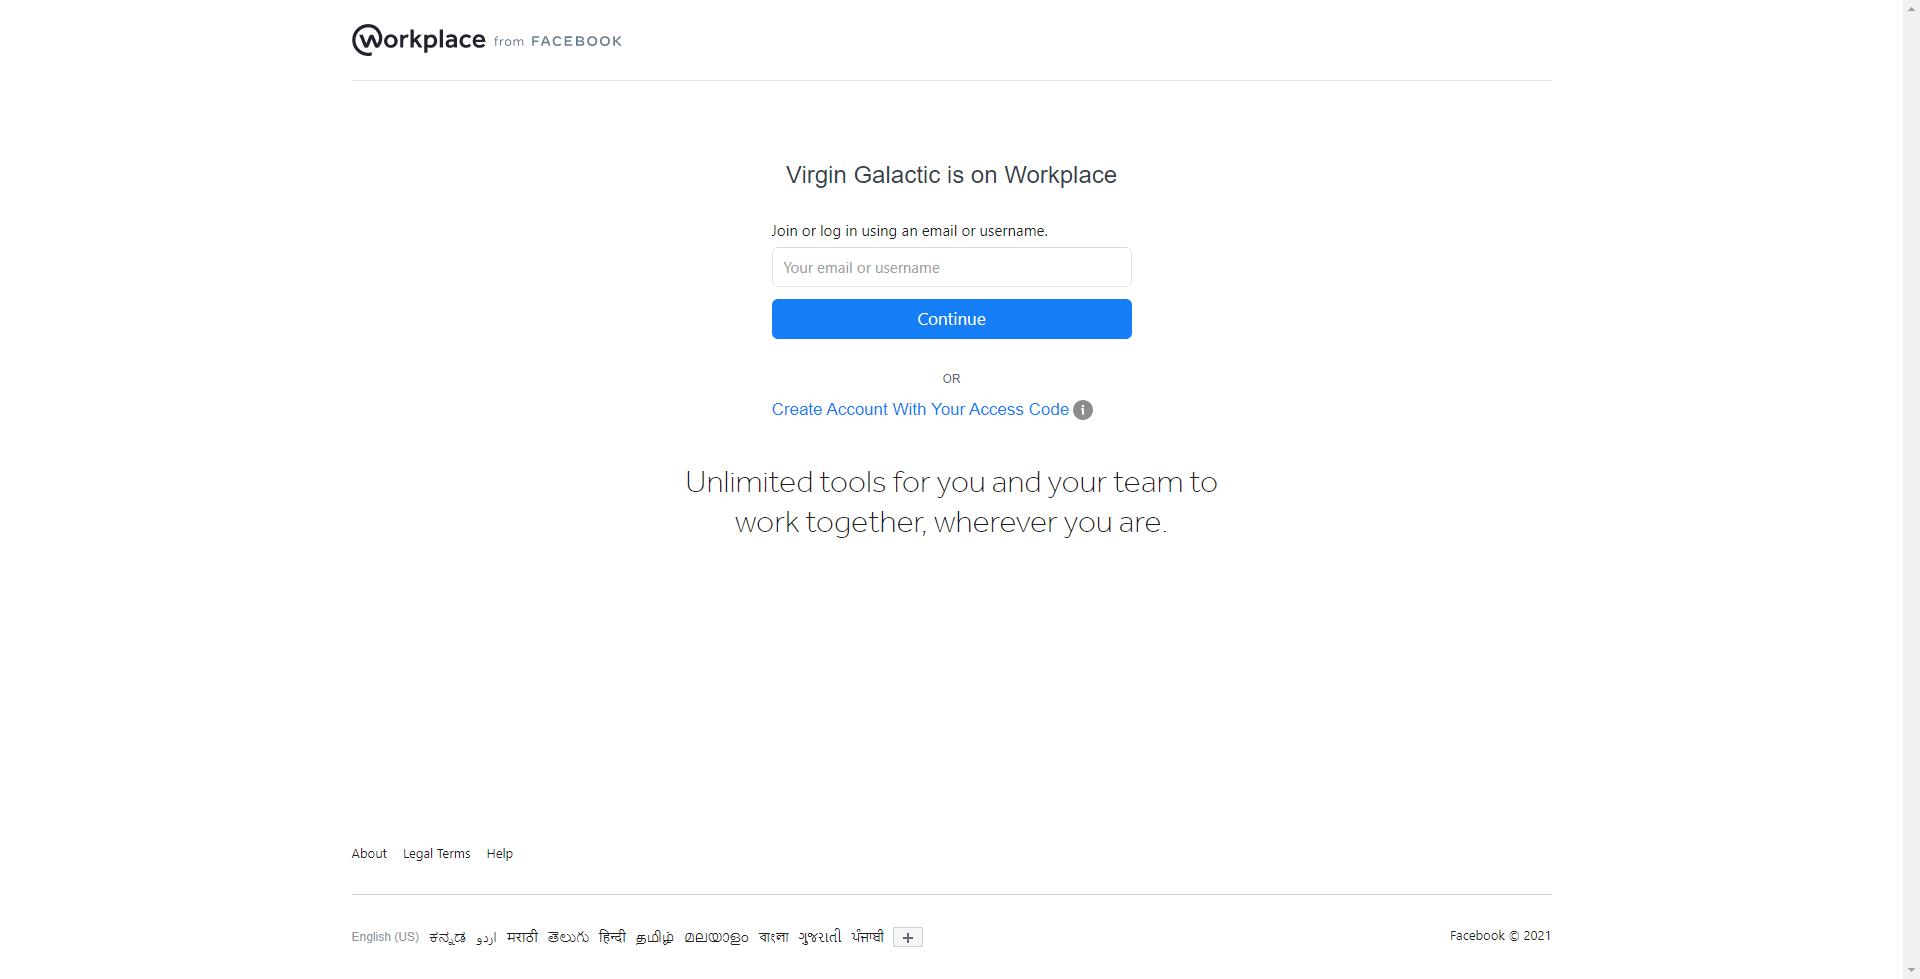 Workplace from FACEBOOK
Virgin Galactic is on Workplace
Join or log in using an email or username.
Your email or username
Continue
OR
Create Account With Your Access Code
Unlimited tools for you and your team to
work together, wherever you are.
About Legal Terms Help
English (US) ಕನ್ನಡ اردو मराठी తెలుగు हिन्दी தமிழ் മലയാളം বাংলা ગુજરાતી ਪੰਜਾਬੀ +
Facebook © 2021